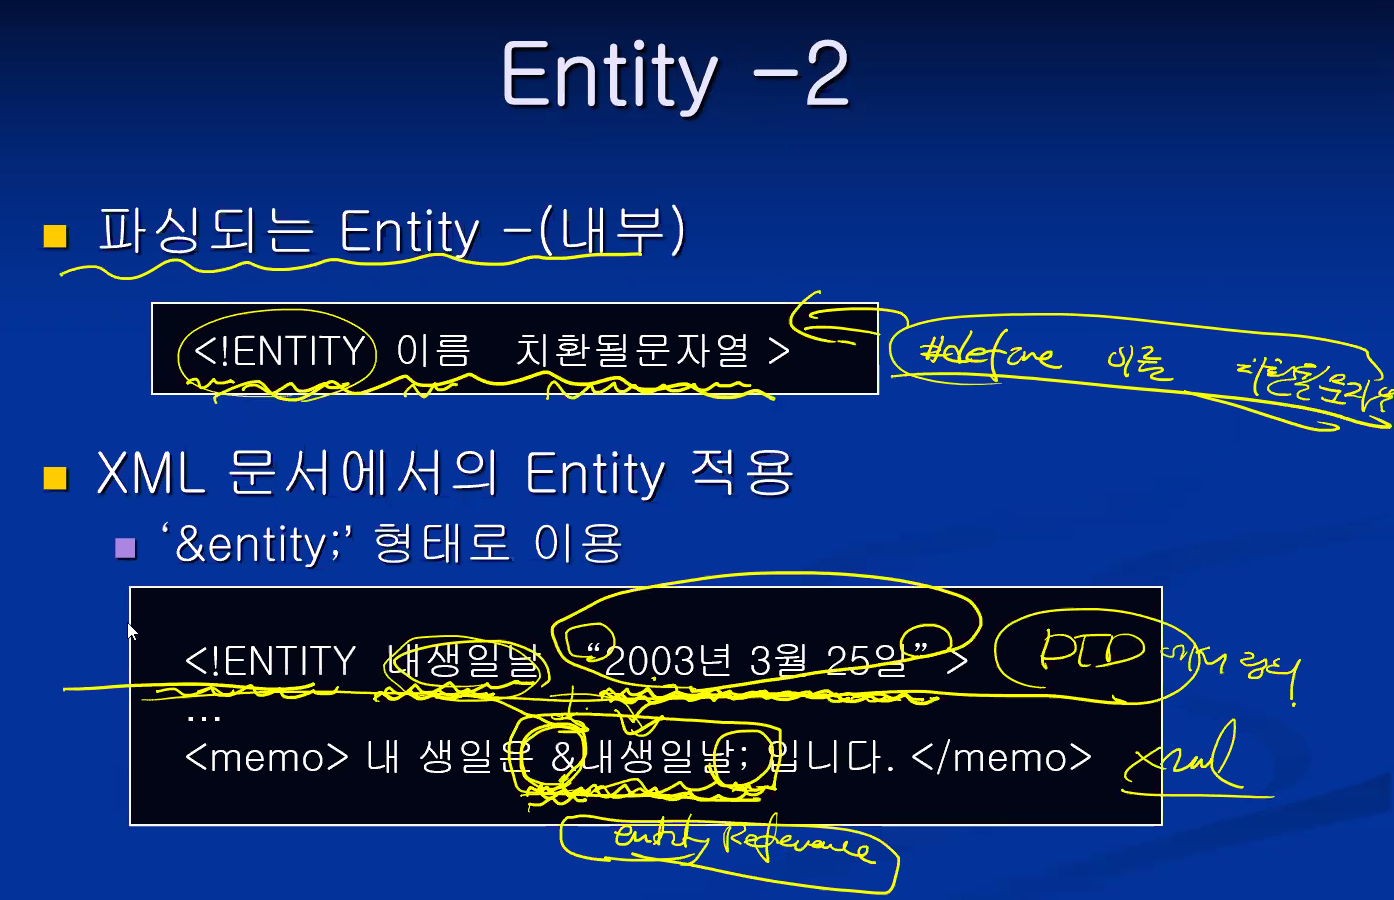 Entity -2
파싱되는 Entity -(내부)
<!ENTITY 이름 치환될문자열 >
#define 이름 치환될문자열
XML 문서에서의 Entity 적용
‘&entity;’ 형태로 이용
<!ENTITY 내생일날 “2003년 3월 25일” >
DTD에서 정의!
...
<memo> 내 생일은 &내생일날; 입니다. </memo>
xml
entity Reference